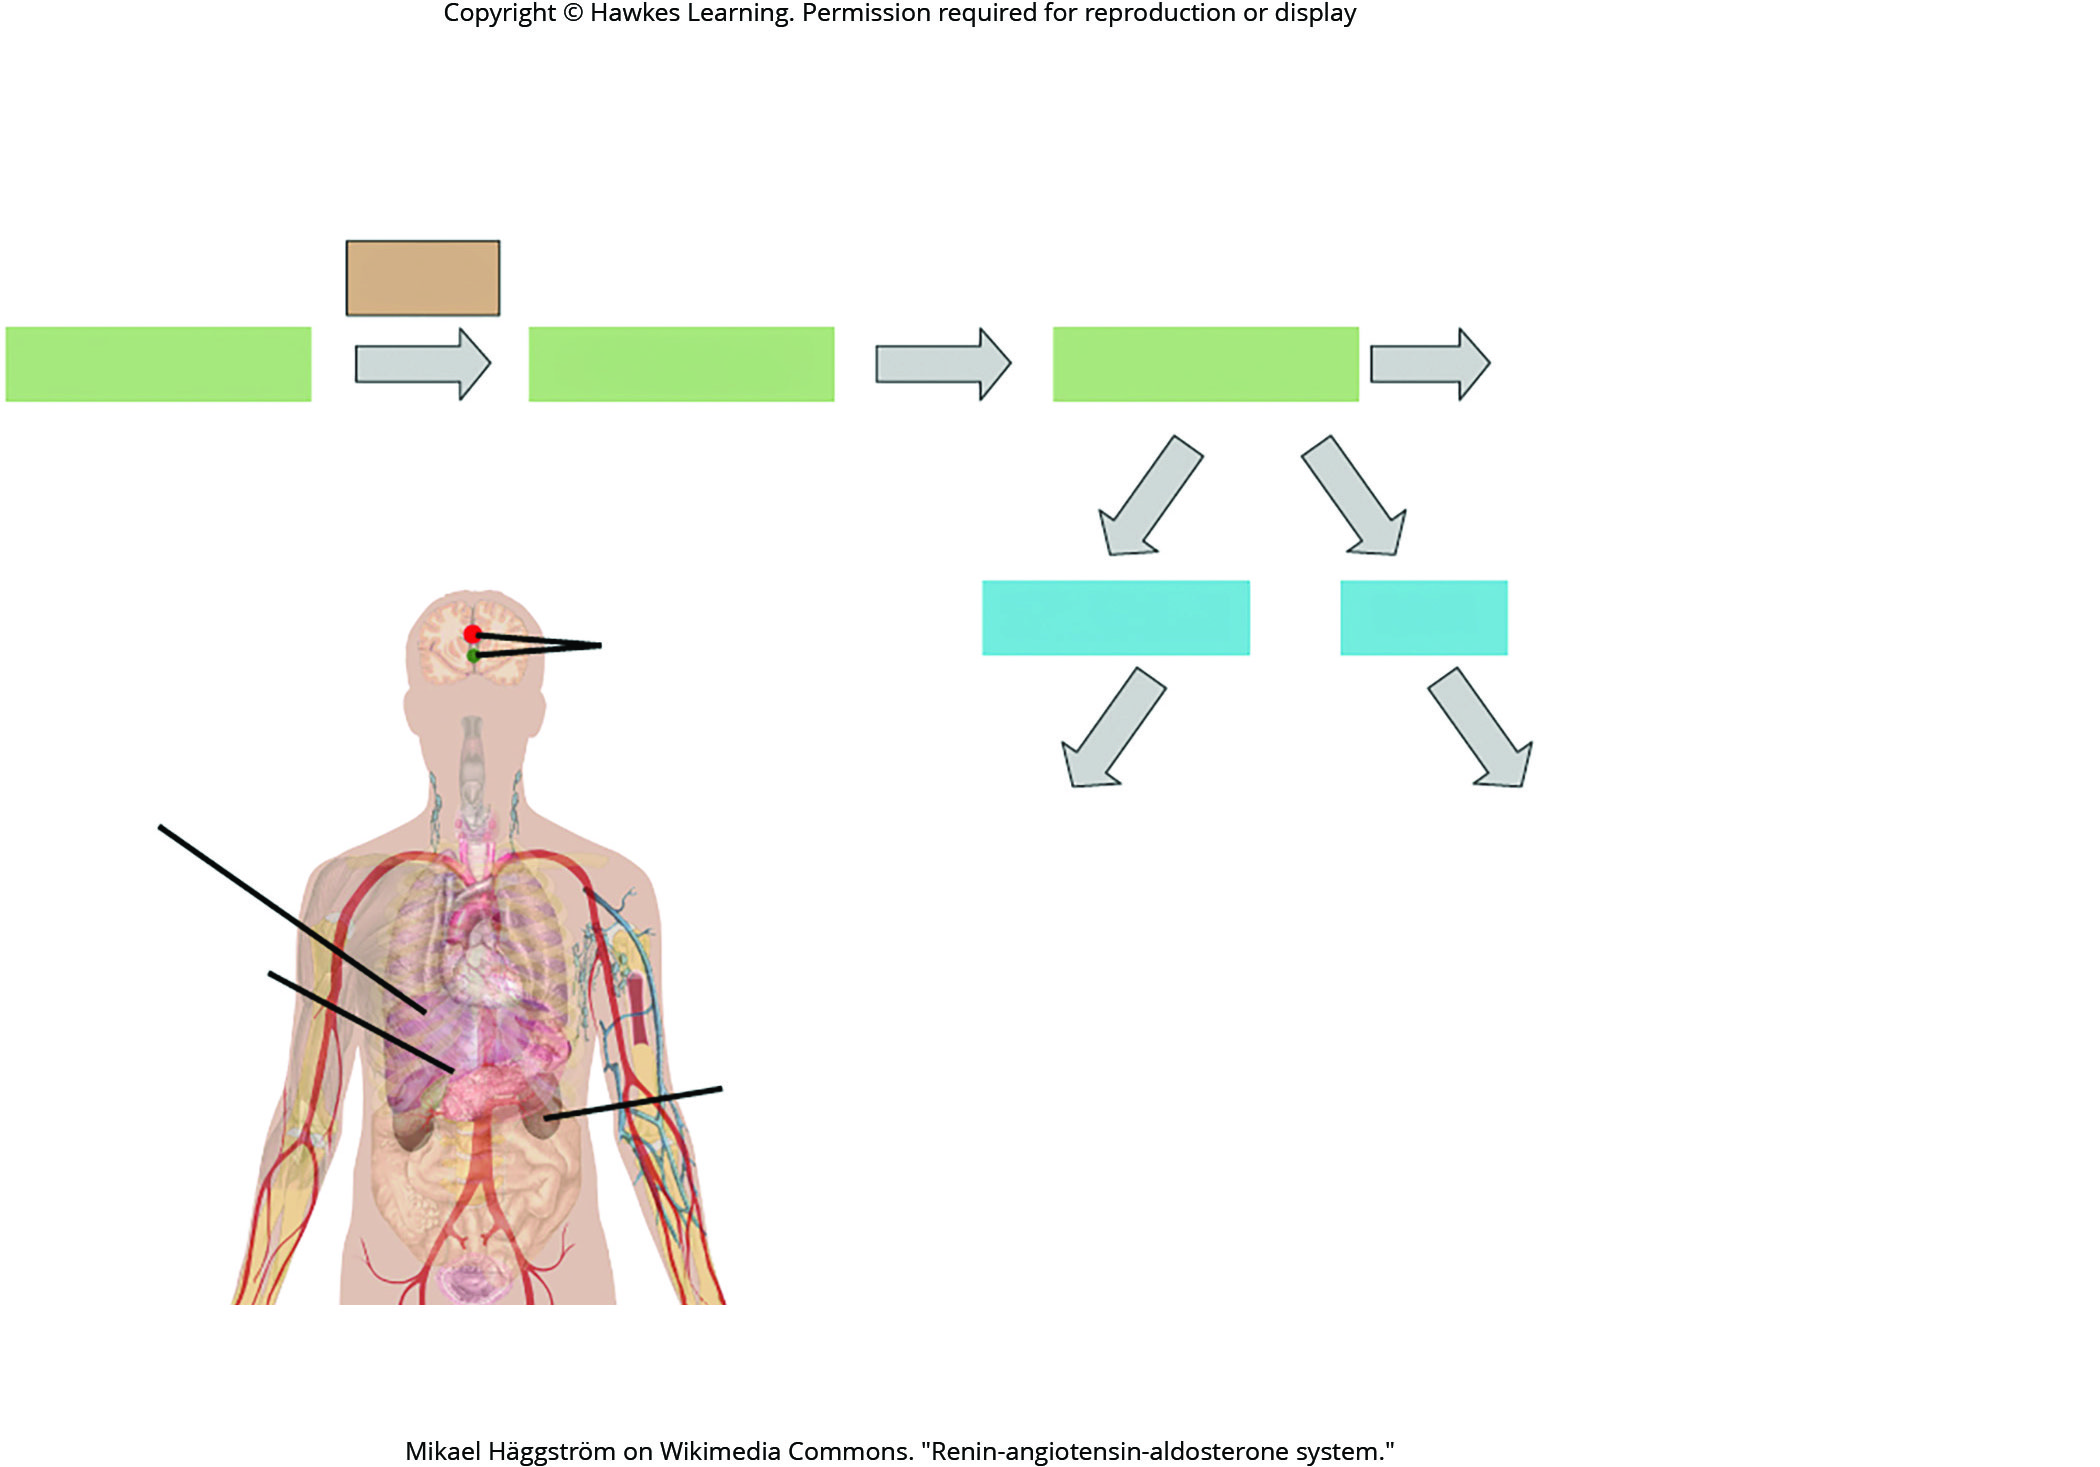 Copyright © Hawkes Learning. Permission required for reproduction or display
Mikael Häggström on Wikimedia Commons. "Renin-angiotensin-aldosterone system."